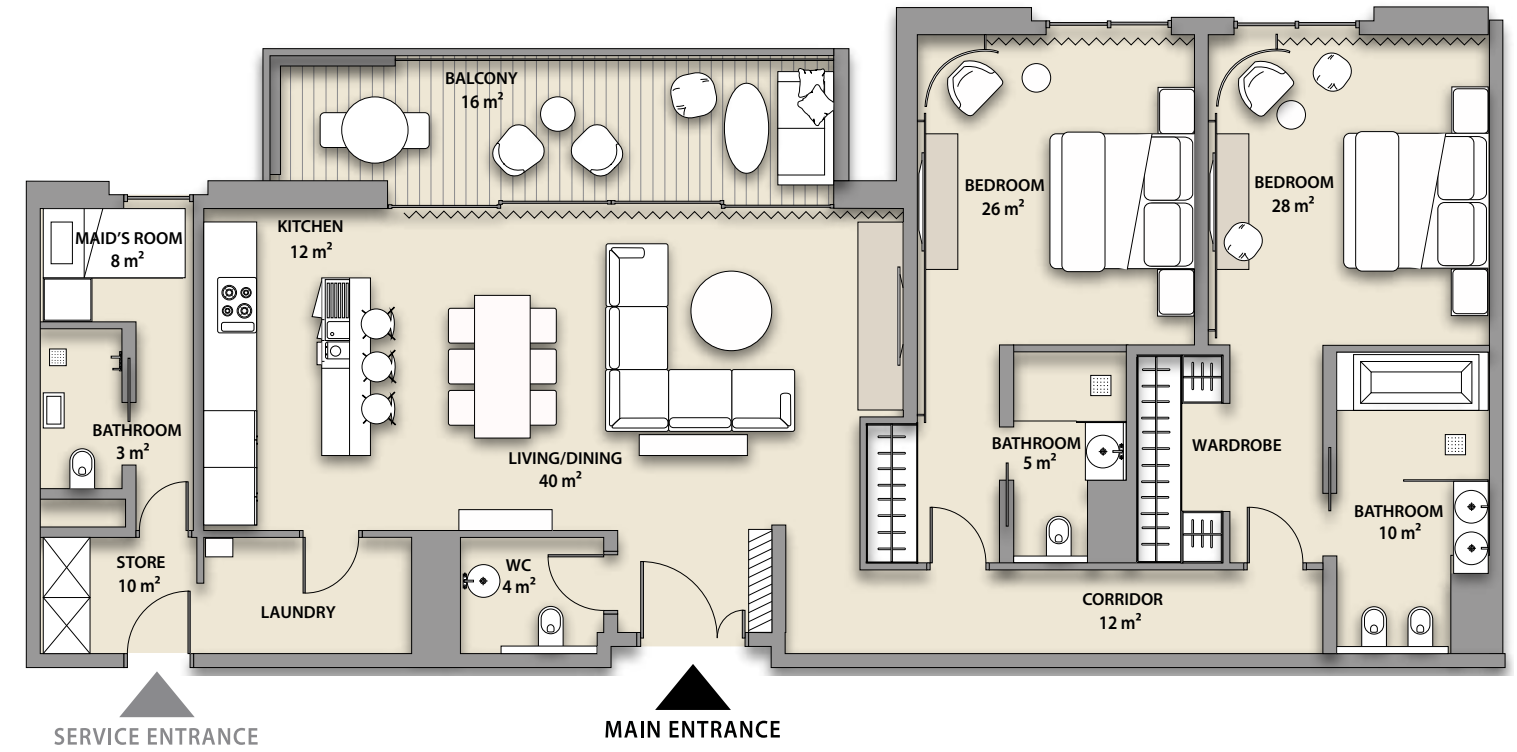 BALCONY
16 m²
KITCHEN
12 m²
MAID'S ROOM
8 m²
BEDROOM
26 m²
BEDROOM
28 m²
BATHROOM
3 m²
LIVING/DINING
40 m²
BATHROOM
5 m²
WARDROBE
BATHROOM
10 m²
STORE
10 m²
LAUNDRY
WC
4 m²
CORRIDOR
12 m²
SERVICE ENTRANCE
MAIN ENTRANCE